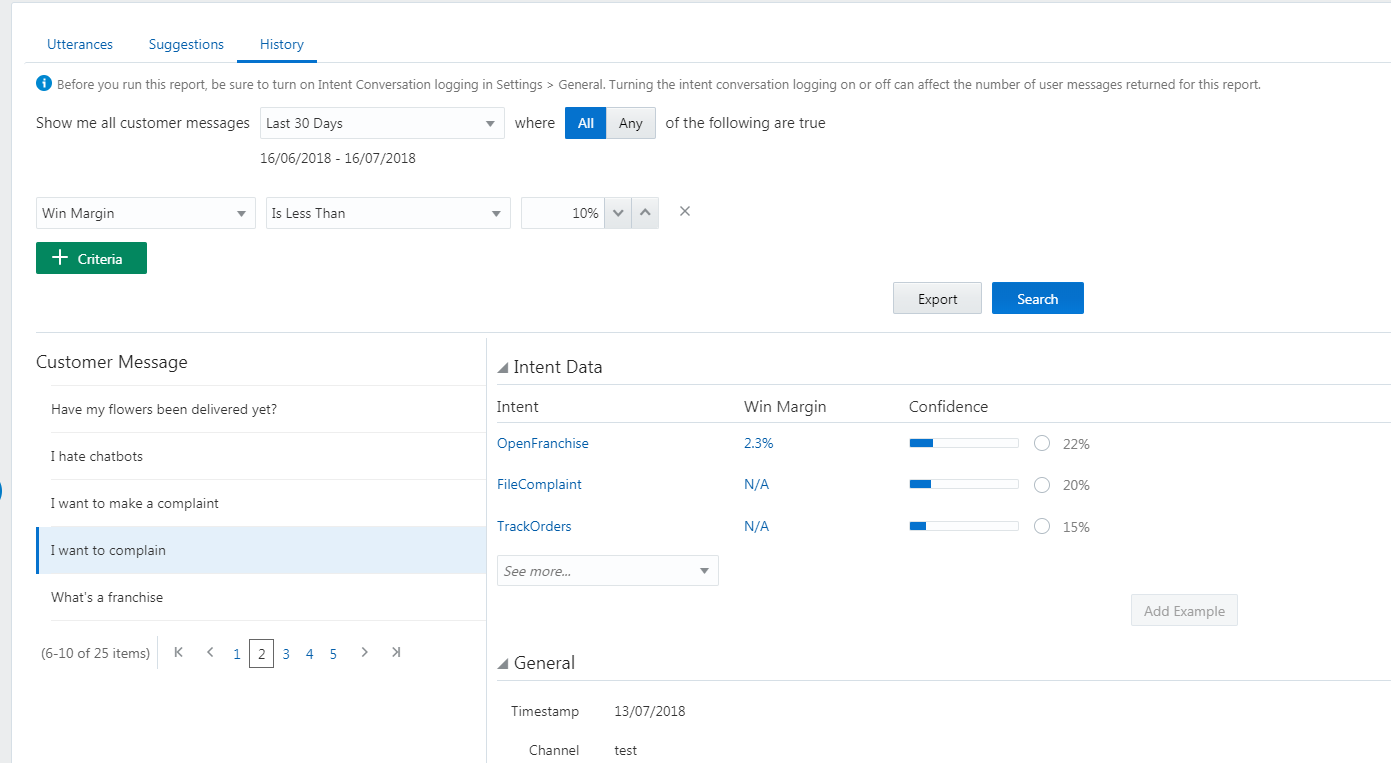 Utterances Suggestions History
Before you run this report, be sure to turn on Intent Conversation logging in Settings > General. Turning the intent conversation logging on or off can affect the number of user messages returned for this report.
Show me all customer messages Last 30 Days where All Any of the following are true
16/06/2018 - 16/07/2018
Win Margin Is Less Than 10%
Criteria
Export Search
Customer Message
Have my flowers been delivered yet?
I hate chatbots
I want to make a complaint
I want to complain
What's a franchise
(6-10 of 25 items) 1 2 3 4 5
Intent Data
Intent Win Margin Confidence
OpenFranchise 2.3% 22%
FileComplaint N/A 20%
TrackOrders N/A 15%
See more...
Add Example
General
Timestamp 13/07/2018
Channel test